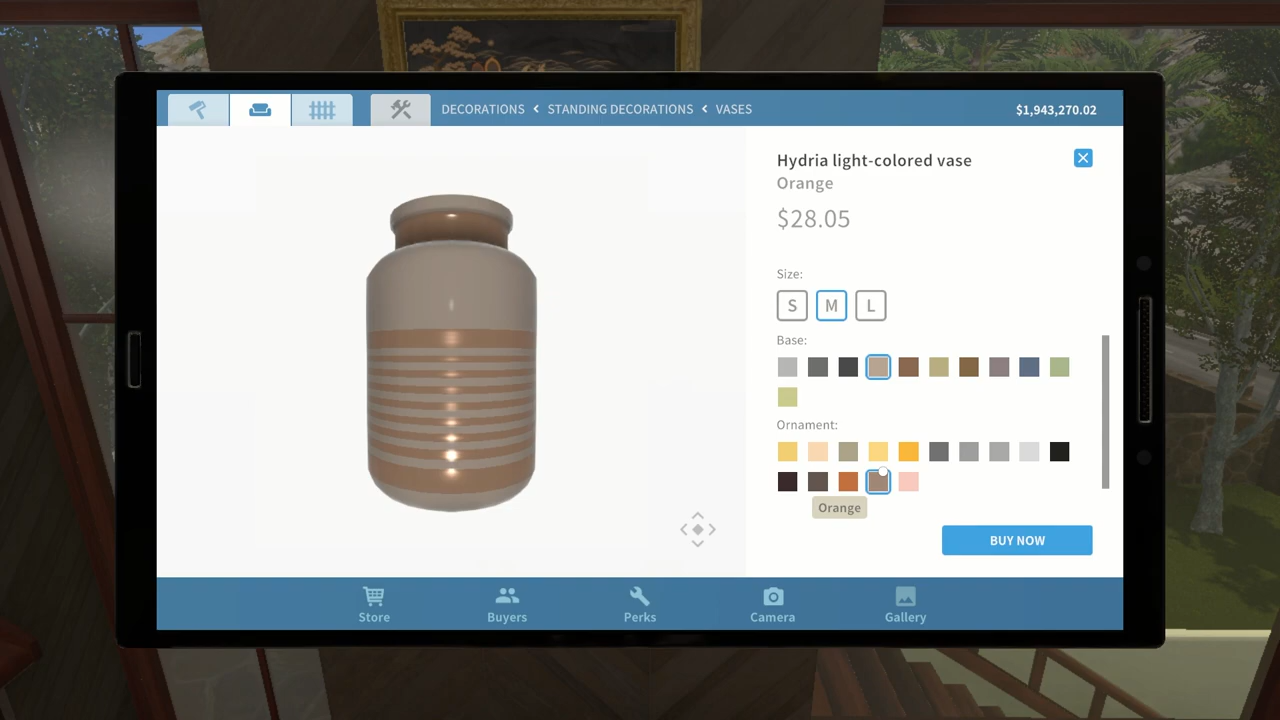 DECORATIONS < STANDING DECORATIONS < VASES
$1,943,270.02
Hydria light-colored vase
Orange
$28.05
Size:
S M L
Base:
Ornament:
Orange
BUY NOW
Store Buyers Perks Camera Gallery